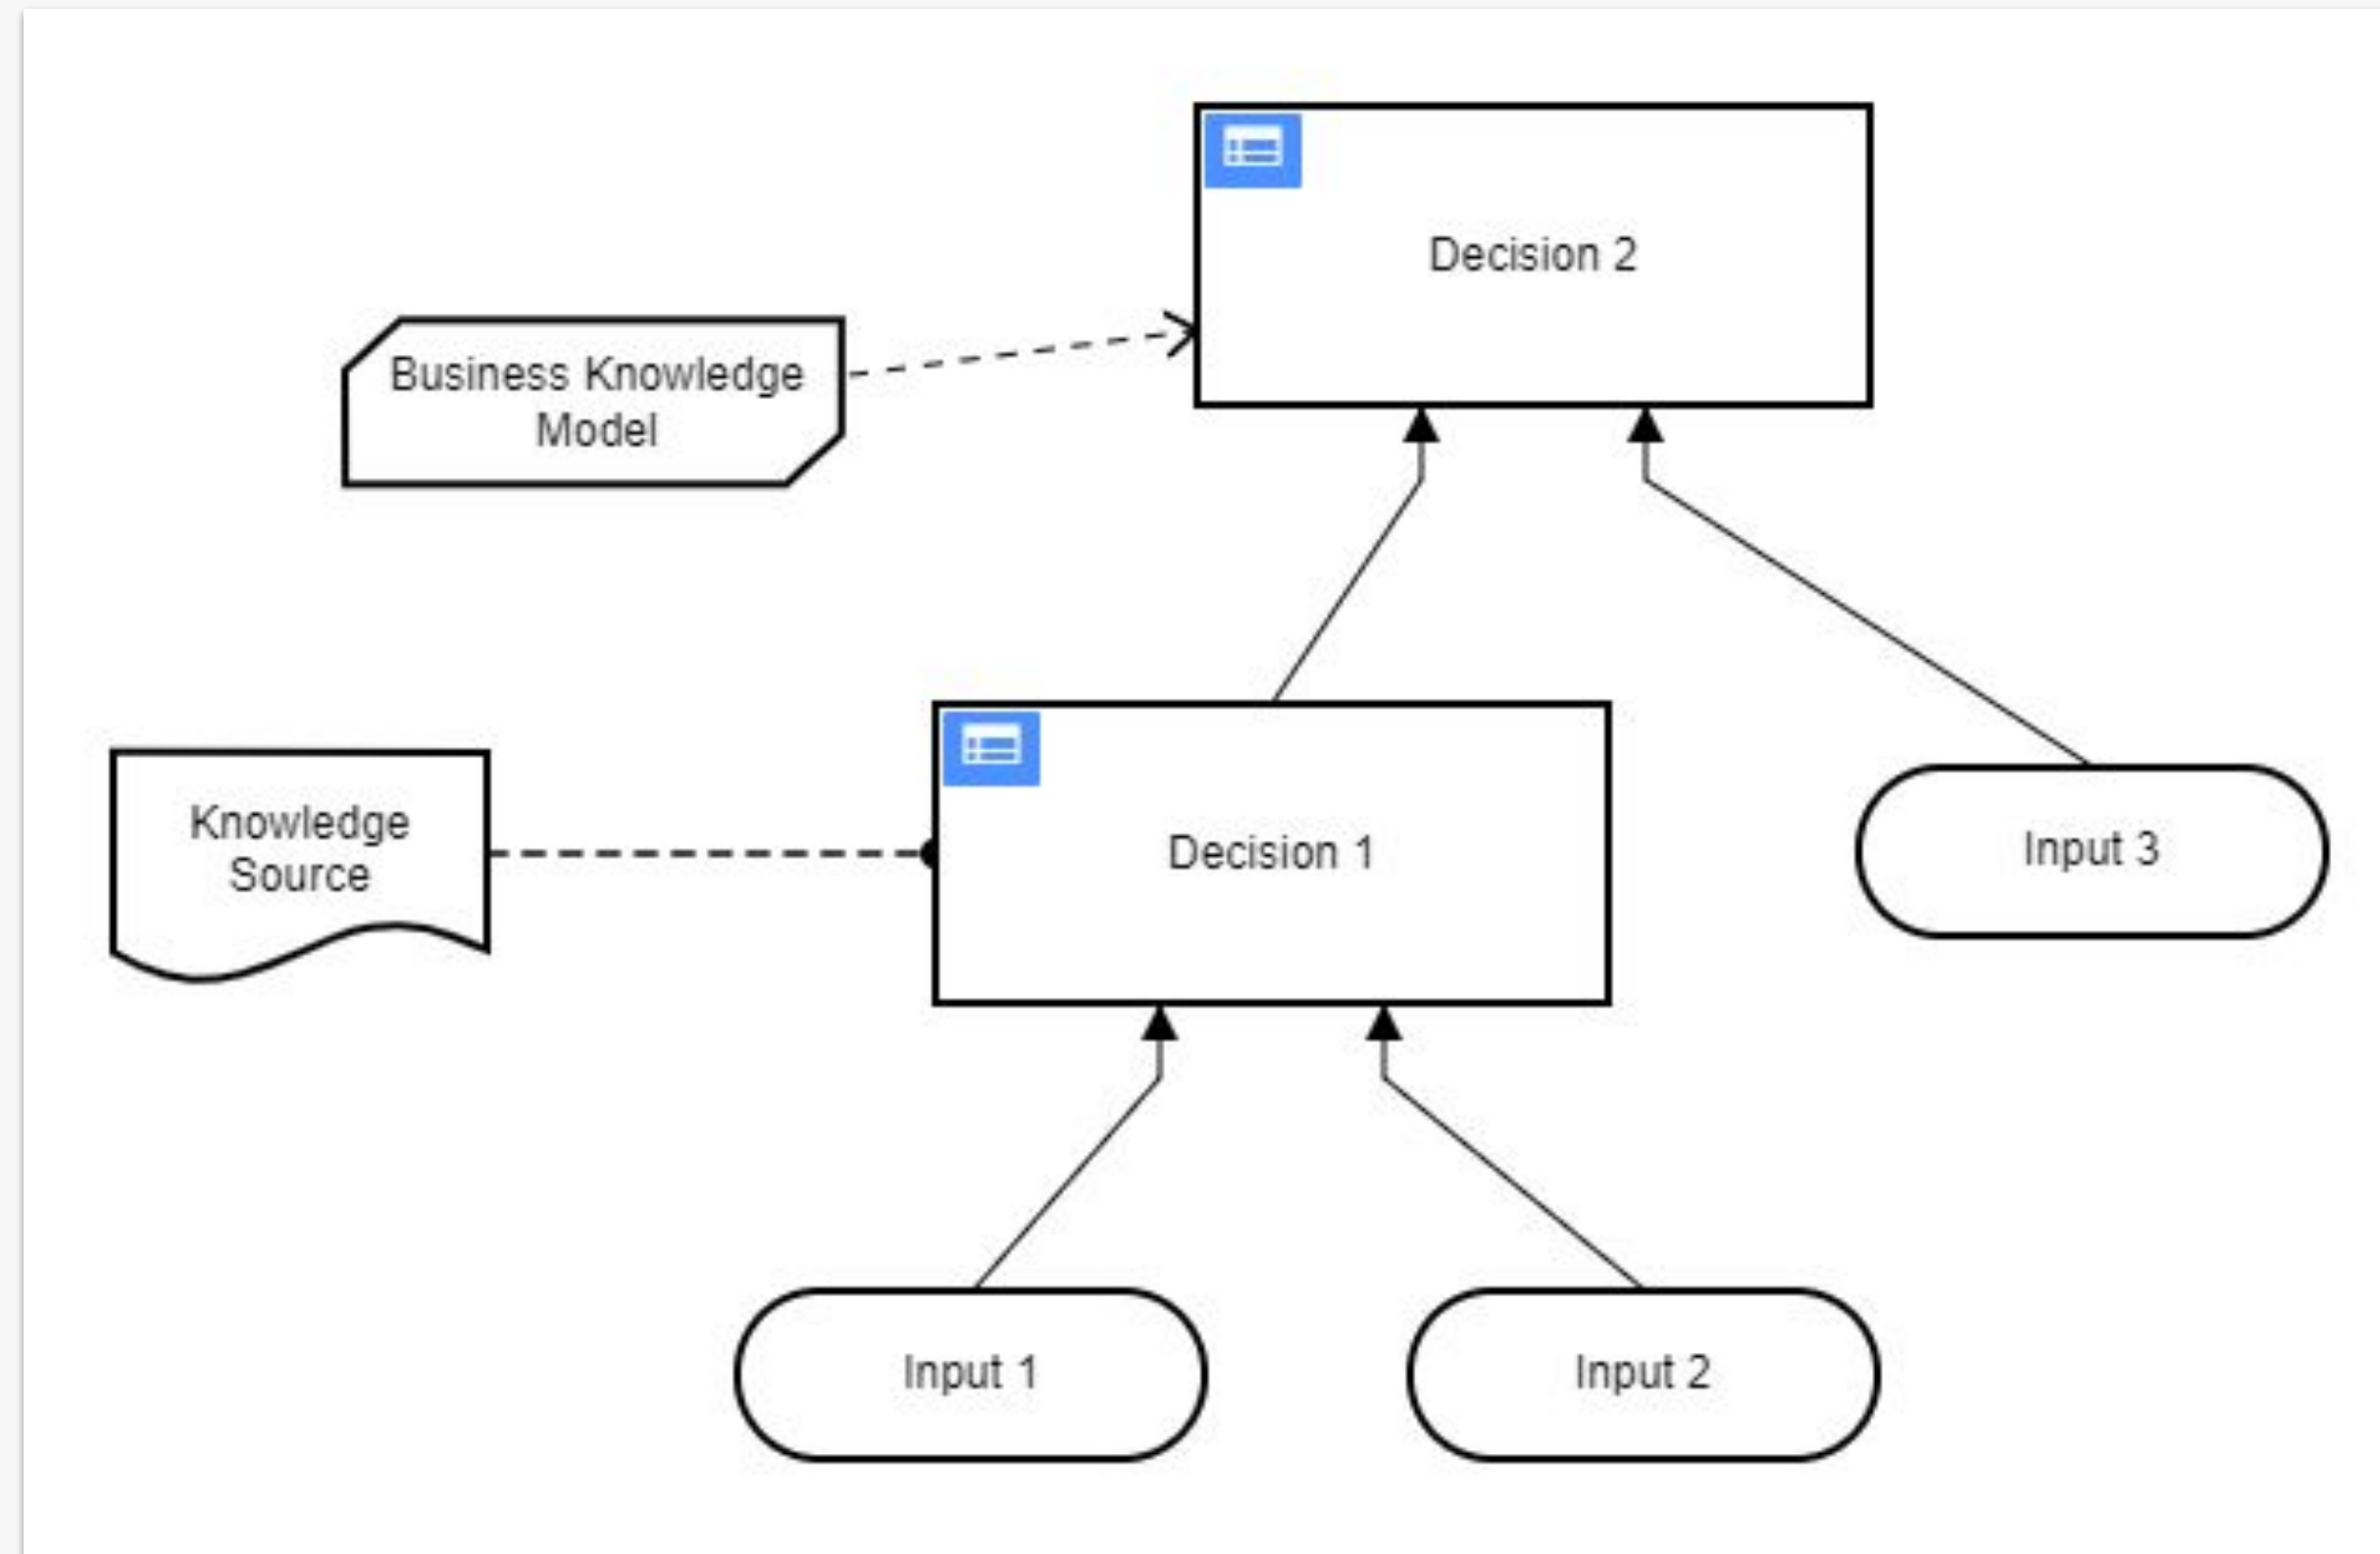 Decision 2
Business Knowledge
Model
Knowledge
Source
Decision 1
Input 3
Input 1
Input 2